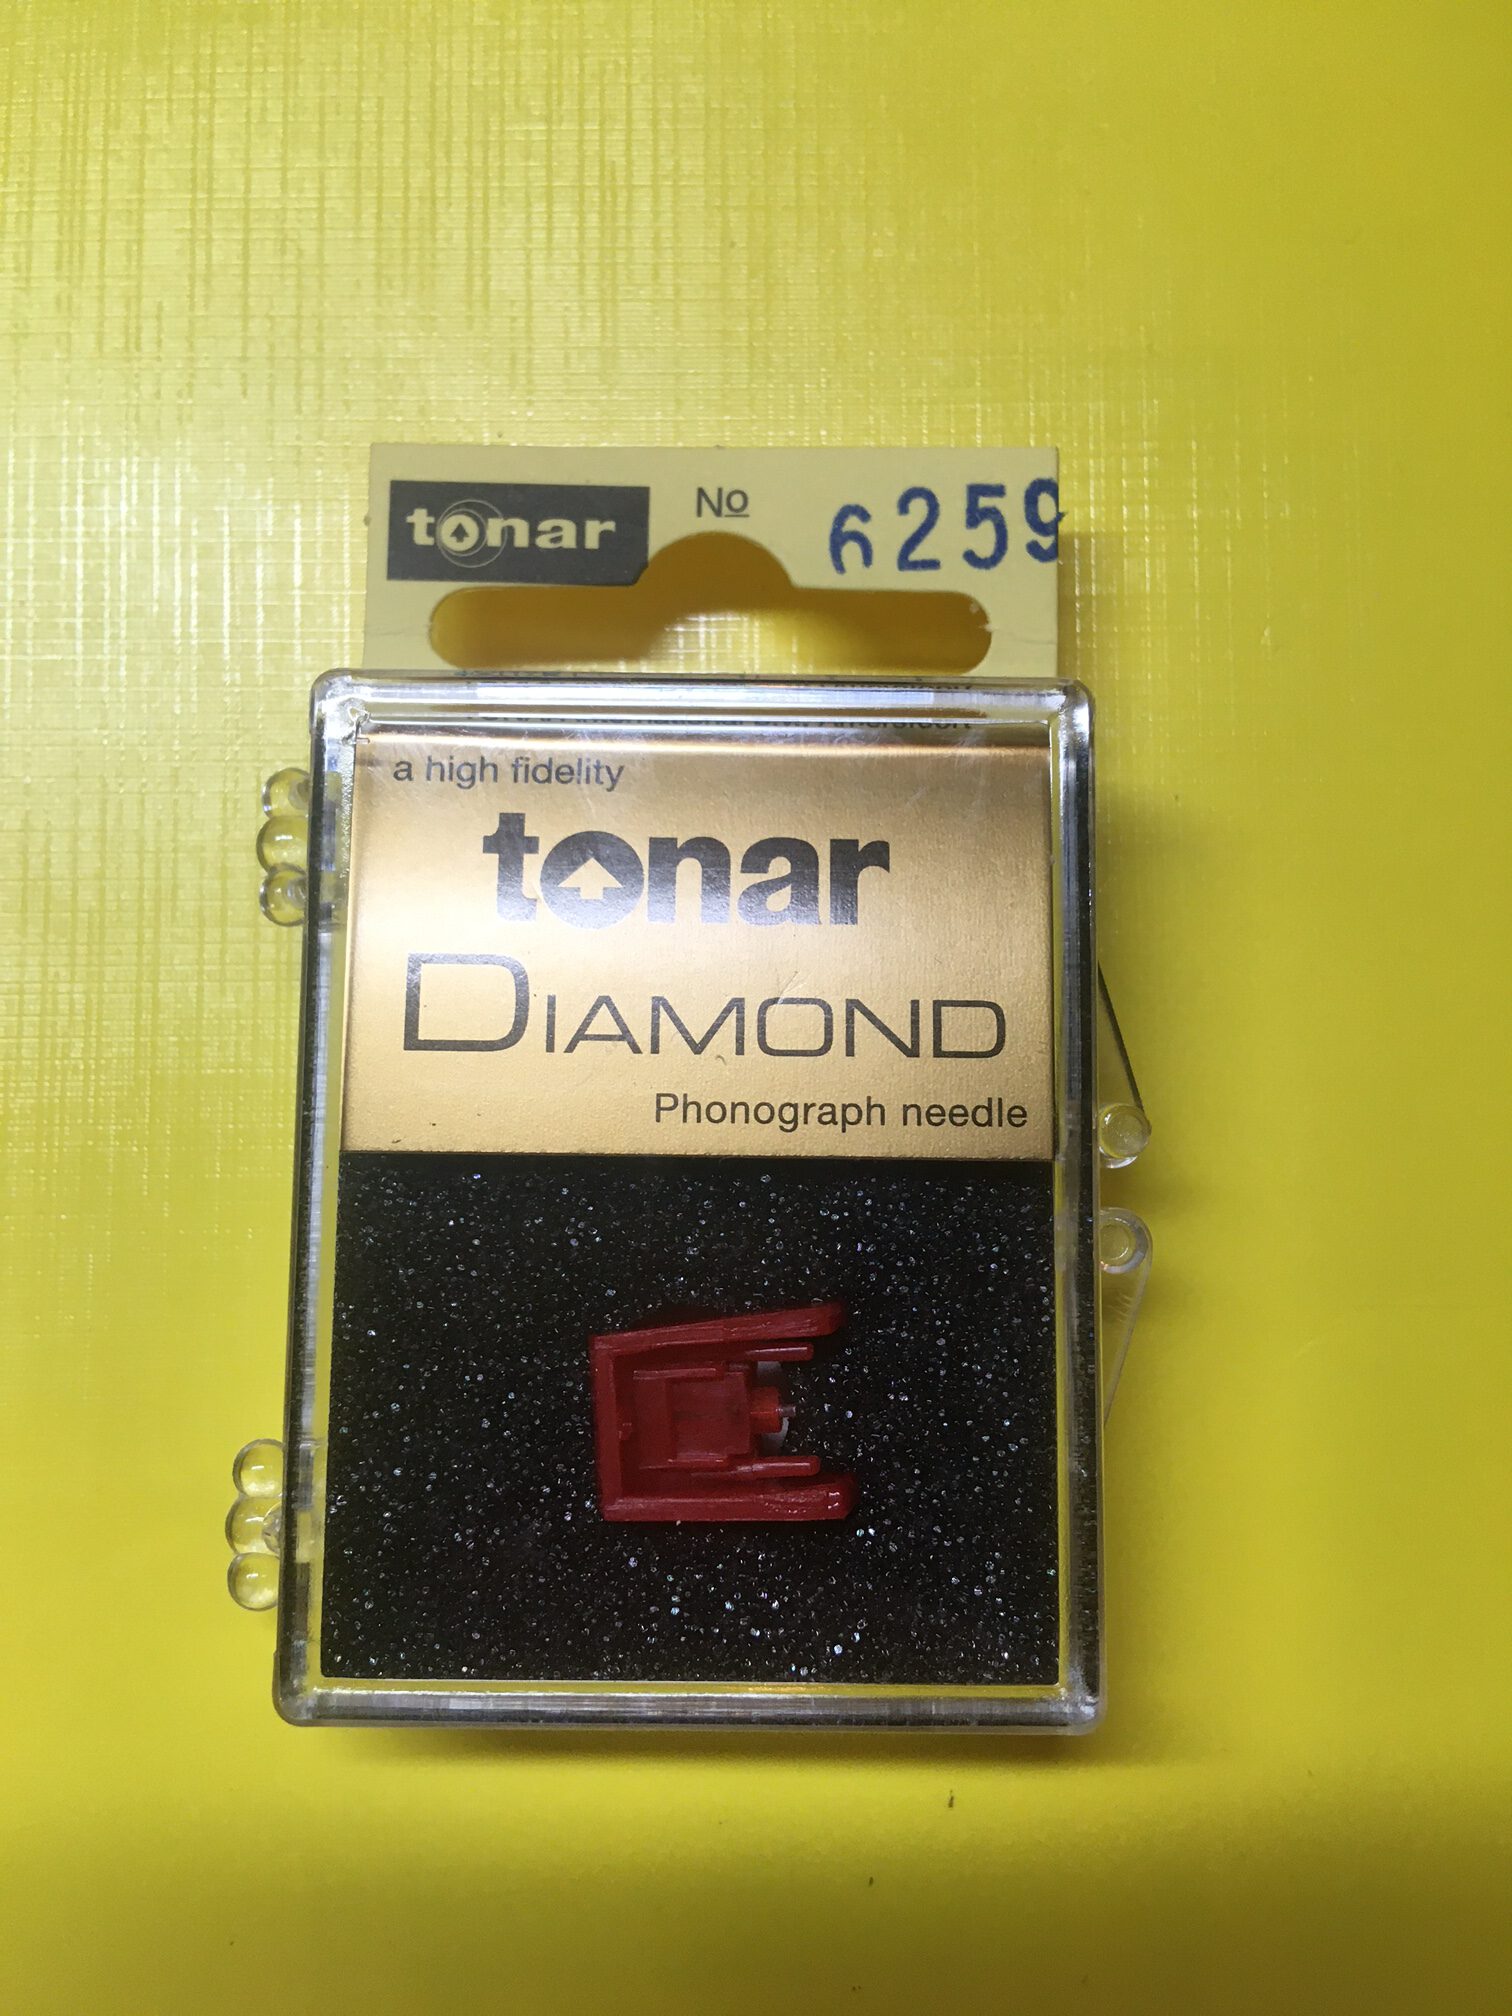 tonar
No 6259
a high fidelity
tonar
DIAMOND
Phonograph needle